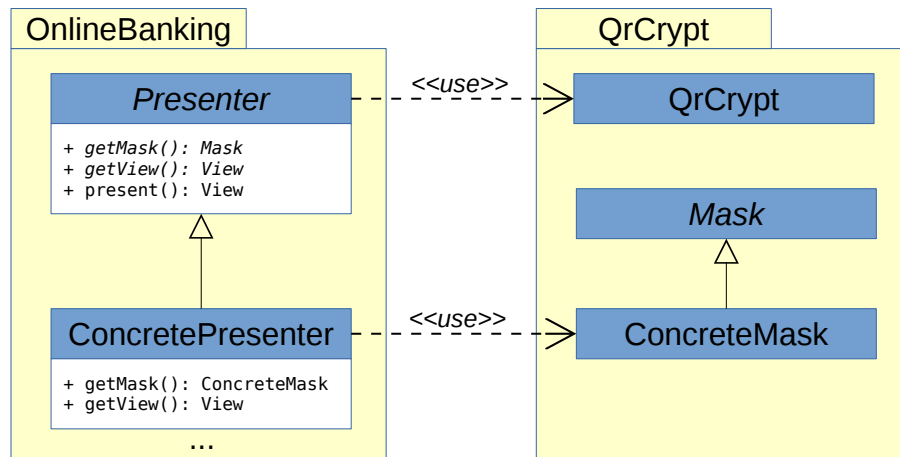 OnlineBanking
QrCrypt
Presenter
<<use>>
QrCrypt
+ getMask(): Mask
+ getView(): View
+ present(): View
Mask
ConcretePresenter
<<use>>
ConcreteMask
+ getMask(): ConcreteMask
+ getView(): View
...